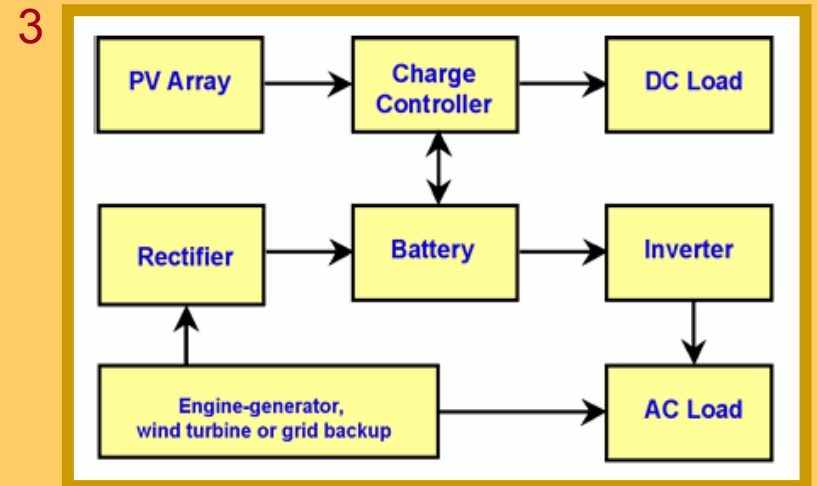 3
PV Array
Charge
Controller
DC Load
Rectifier
Battery
Inverter
Engine-generator,
wind turbine or grid backup
AC Load